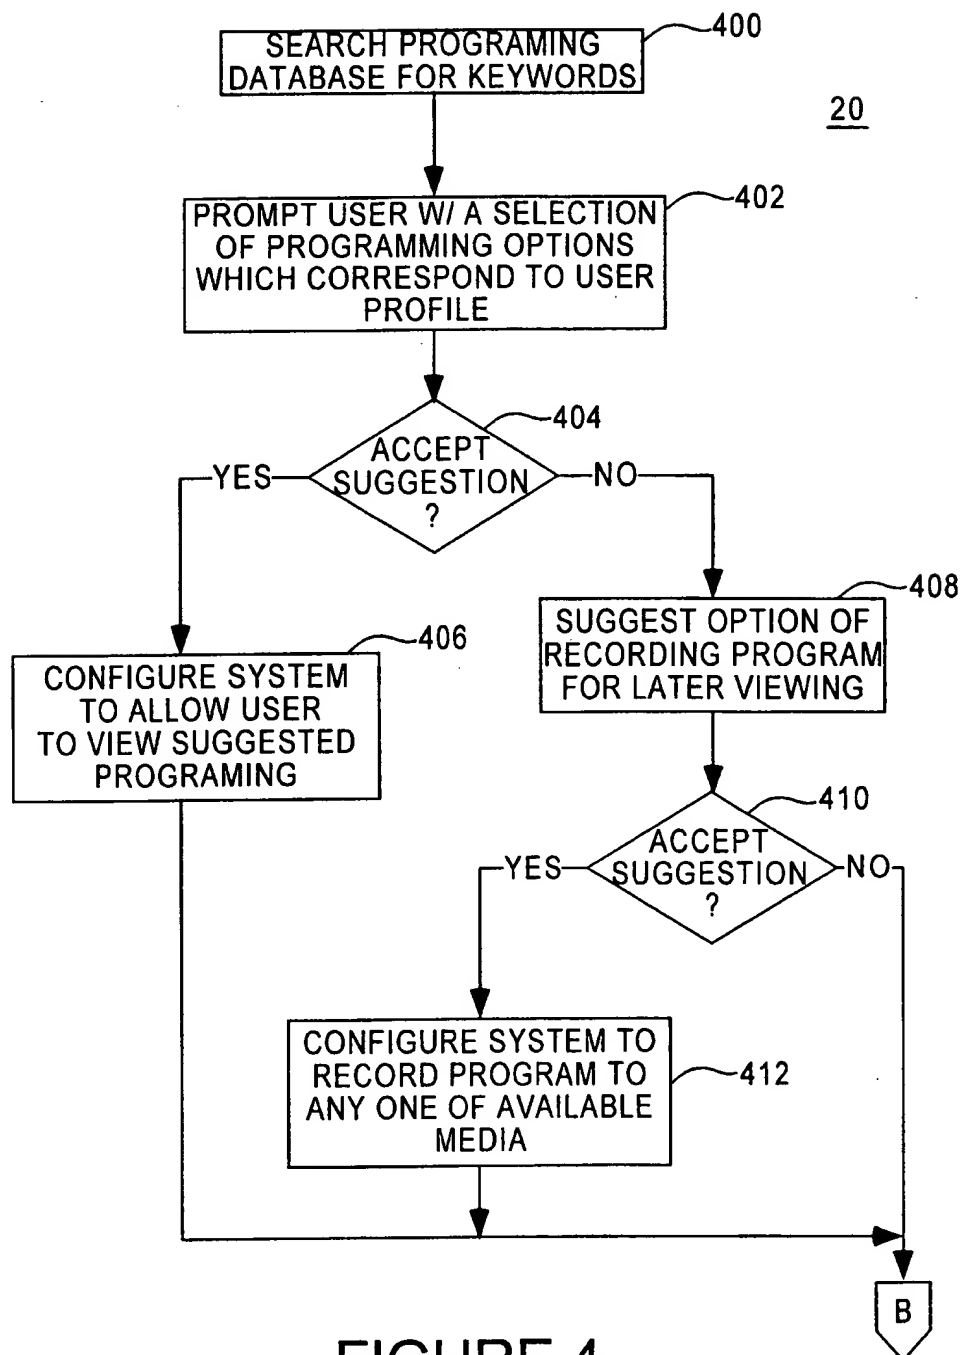 400
SEARCH PROGRAMING
DATABASE FOR KEYWORDS
20
402
PROMPT USER W/ A SELECTION
OF PROGRAMMING OPTIONS
WHICH CORRESPOND TO USER
PROFILE
404
ACCEPT
SUGGESTION
?
YES
NO
408
SUGGEST OPTION OF
RECORDING PROGRAM
FOR LATER VIEWING
406
CONFIGURE SYSTEM
TO ALLOW USER
TO VIEW SUGGESTED
PROGRAMING
410
ACCEPT
SUGGESTION
?
YES
NO
CONFIGURE SYSTEM TO
RECORD PROGRAM TO
ANY ONE OF AVAILABLE
MEDIA
412
B
FIGURE 4